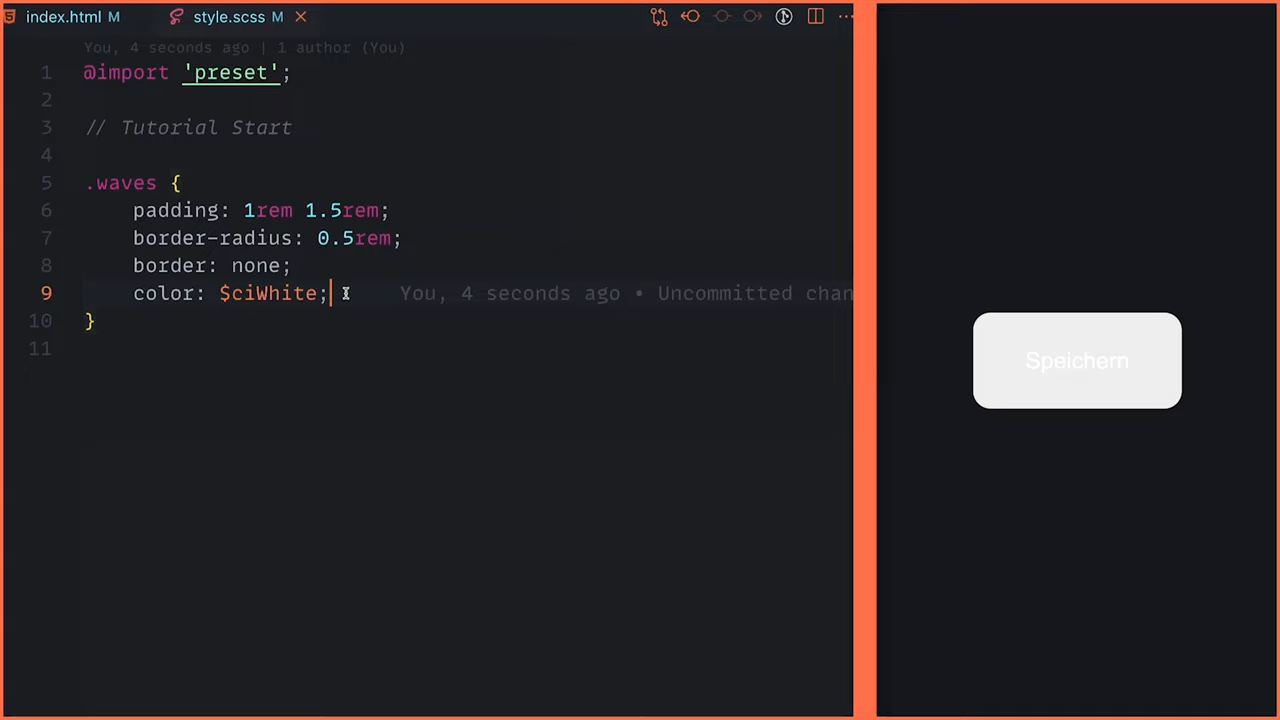 index.html M style.scss M
You, 4 seconds ago | 1 author (You)
1 @import 'preset';
2
3 // Tutorial Start
4
5 .waves {
6 padding: 1rem 1.5rem;
7 border-radius: 0.5rem;
8 border: none;
9 color: $ciWhite; You, 4 seconds ago • Uncommitted chan
10 }
11
Speichern